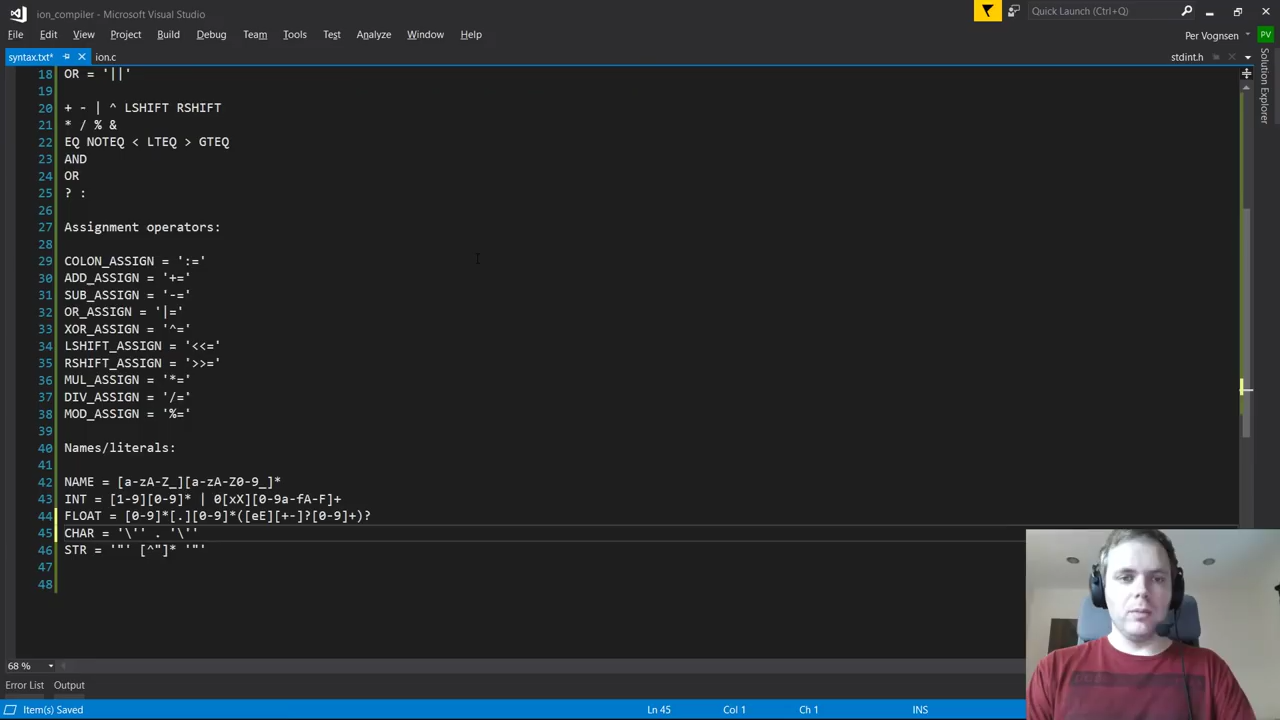 ion_compiler - Microsoft Visual Studio
Quick Launch (Ctrl+Q)
File Edit View Project Build Debug Team Tools Test Analyze Window Help
Per Vognsen
PV
syntax.txt* ion.c
stdint.h
Solution Explorer
18 OR = '||'
19
20 + - | ^ LSHIFT RSHIFT
21 * / % &
22 EQ NOTEQ < LTEQ > GTEQ
23 AND
24 OR
25 ? :
26
27 Assignment operators:
28
29 COLON_ASSIGN = ':='
30 ADD_ASSIGN = '+='
31 SUB_ASSIGN = '-='
32 OR_ASSIGN = '|='
33 XOR_ASSIGN = '^='
34 LSHIFT_ASSIGN = '<<='
35 RSHIFT_ASSIGN = '>>='
36 MUL_ASSIGN = '*='
37 DIV_ASSIGN = '/='
38 MOD_ASSIGN = '%='
39
40 Names/literals:
41
42 NAME = [a-zA-Z_][a-zA-Z0-9_]*
43 INT = [1-9][0-9]* | 0[xX][0-9a-fA-F]+
44 FLOAT = [0-9]*[.][0-9]*([eE][+-]?[0-9]+)?
45 CHAR = '\'' . '\''
46 STR = '"' [^"]* '"'
47
48
68 %
Error List Output
Item(s) Saved Ln 45 Col 1 Ch 1 INS